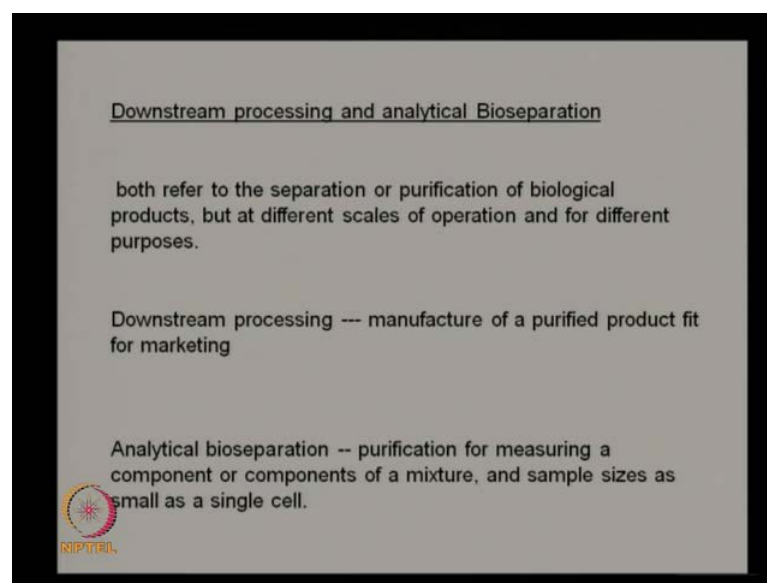 Downstream processing and analytical Bioseparation
both refer to the separation or purification of biological
products, but at different scales of operation and for different
purposes.
Downstream processing --- manufacture of a purified product fit
for marketing
Analytical bioseparation -- purification for measuring a
component or components of a mixture, and sample sizes as
small as a single cell.
NPTEL